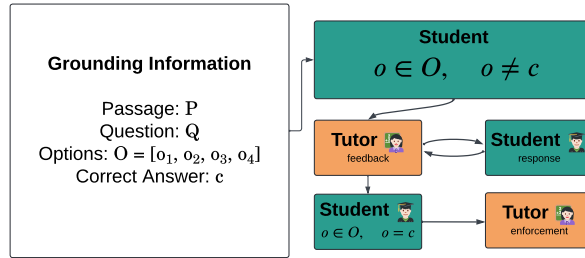 Grounding Information
Passage: P
Question: Q
Options: O = [o₁, o₂, o₃, o₄]
Correct Answer: c
Student
o ∈ O, o ≠ c
Tutor
feedback
Student
response
Student
o ∈ O, o = c
Tutor
enforcement